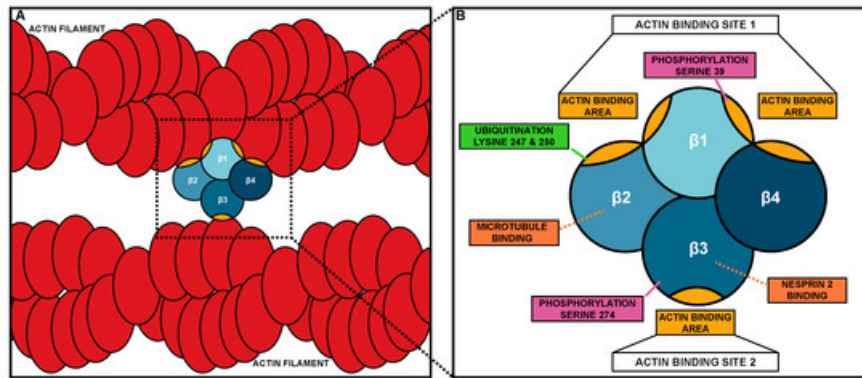 A
ACTIN FILAMENT
β1
β2
β4
β3
ACTIN FILAMENT
B
ACTIN BINDING SITE 1
PHOSPHORYLATION
SERINE 39
ACTIN BINDING
AREA
ACTIN BINDING
AREA
UBIQUITINATION
LYSINE 247 & 250
β1
β2
β4
MICROTUBULE
BINDING
β3
NESPRIN 2
BINDING
PHOSPHORYLATION
SERINE 274
ACTIN BINDING
AREA
ACTIN BINDING SITE 2